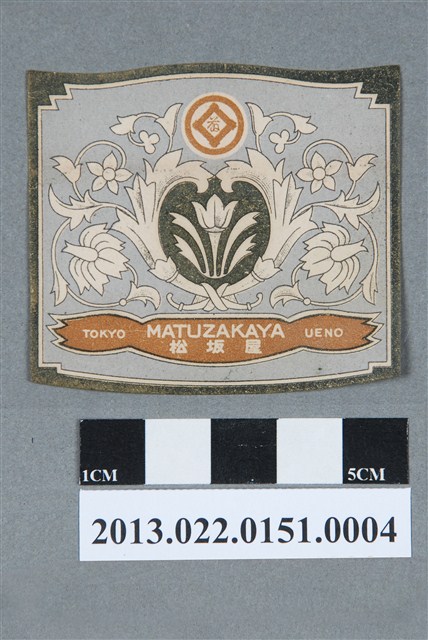 TOKYO MATUZAKAYA UENO
松坂屋
1CM 5CM
2013.022.0151.0004